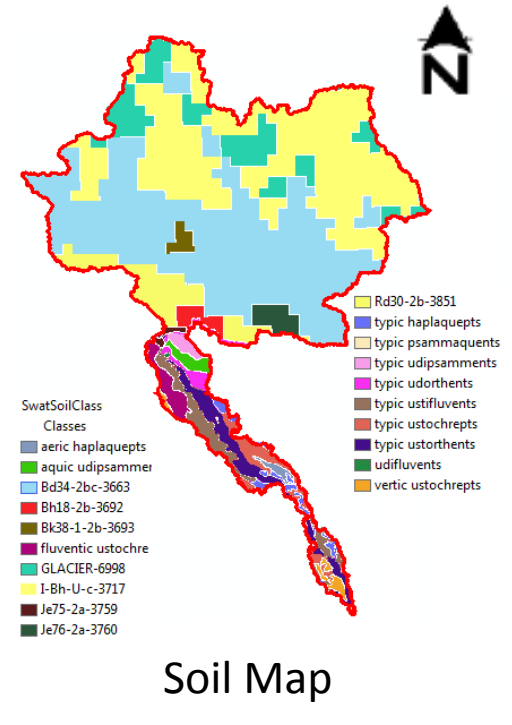 N
SwatSoilClass
Classes
aeric haplaquepts
aquic udipsammer
Bd34-2bc-3663
Bh18-2b-3692
Bk38-1-2b-3693
fluventic ustochre
GLACIER-6998
I-Bh-U-c-3717
Je75-2a-3759
Je76-2a-3760
Rd30-2b-3851
typic haplaquepts
typic psammaquents
typic udipsamments
typic udorthents
typic ustifluvents
typic ustochrepts
typic ustorthents
udifluvents
vertic ustochrepts
Soil Map